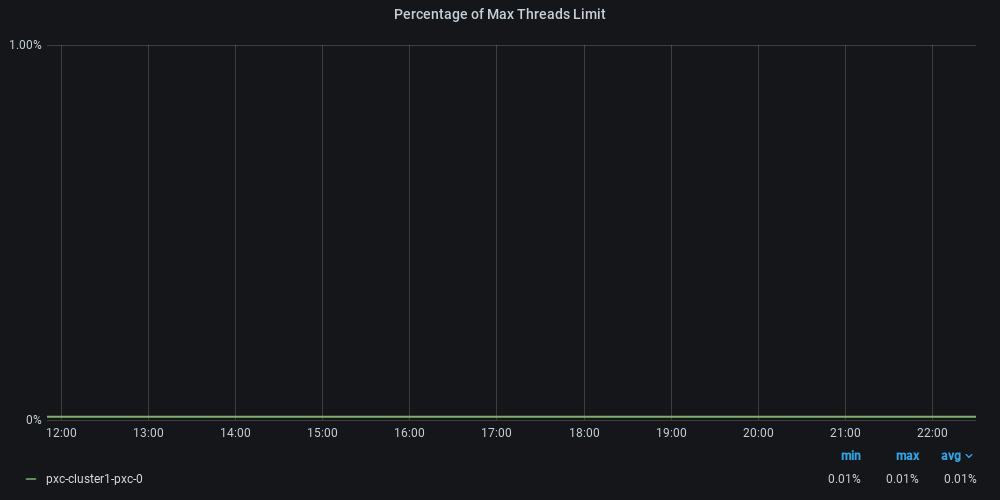 Percentage of Max Threads Limit
1.00%
0%
12:00 13:00 14:00 15:00 16:00 17:00 18:00 19:00 20:00 21:00 22:00
min max avg
pxc-cluster1-pxc-0 0.01% 0.01% 0.01%